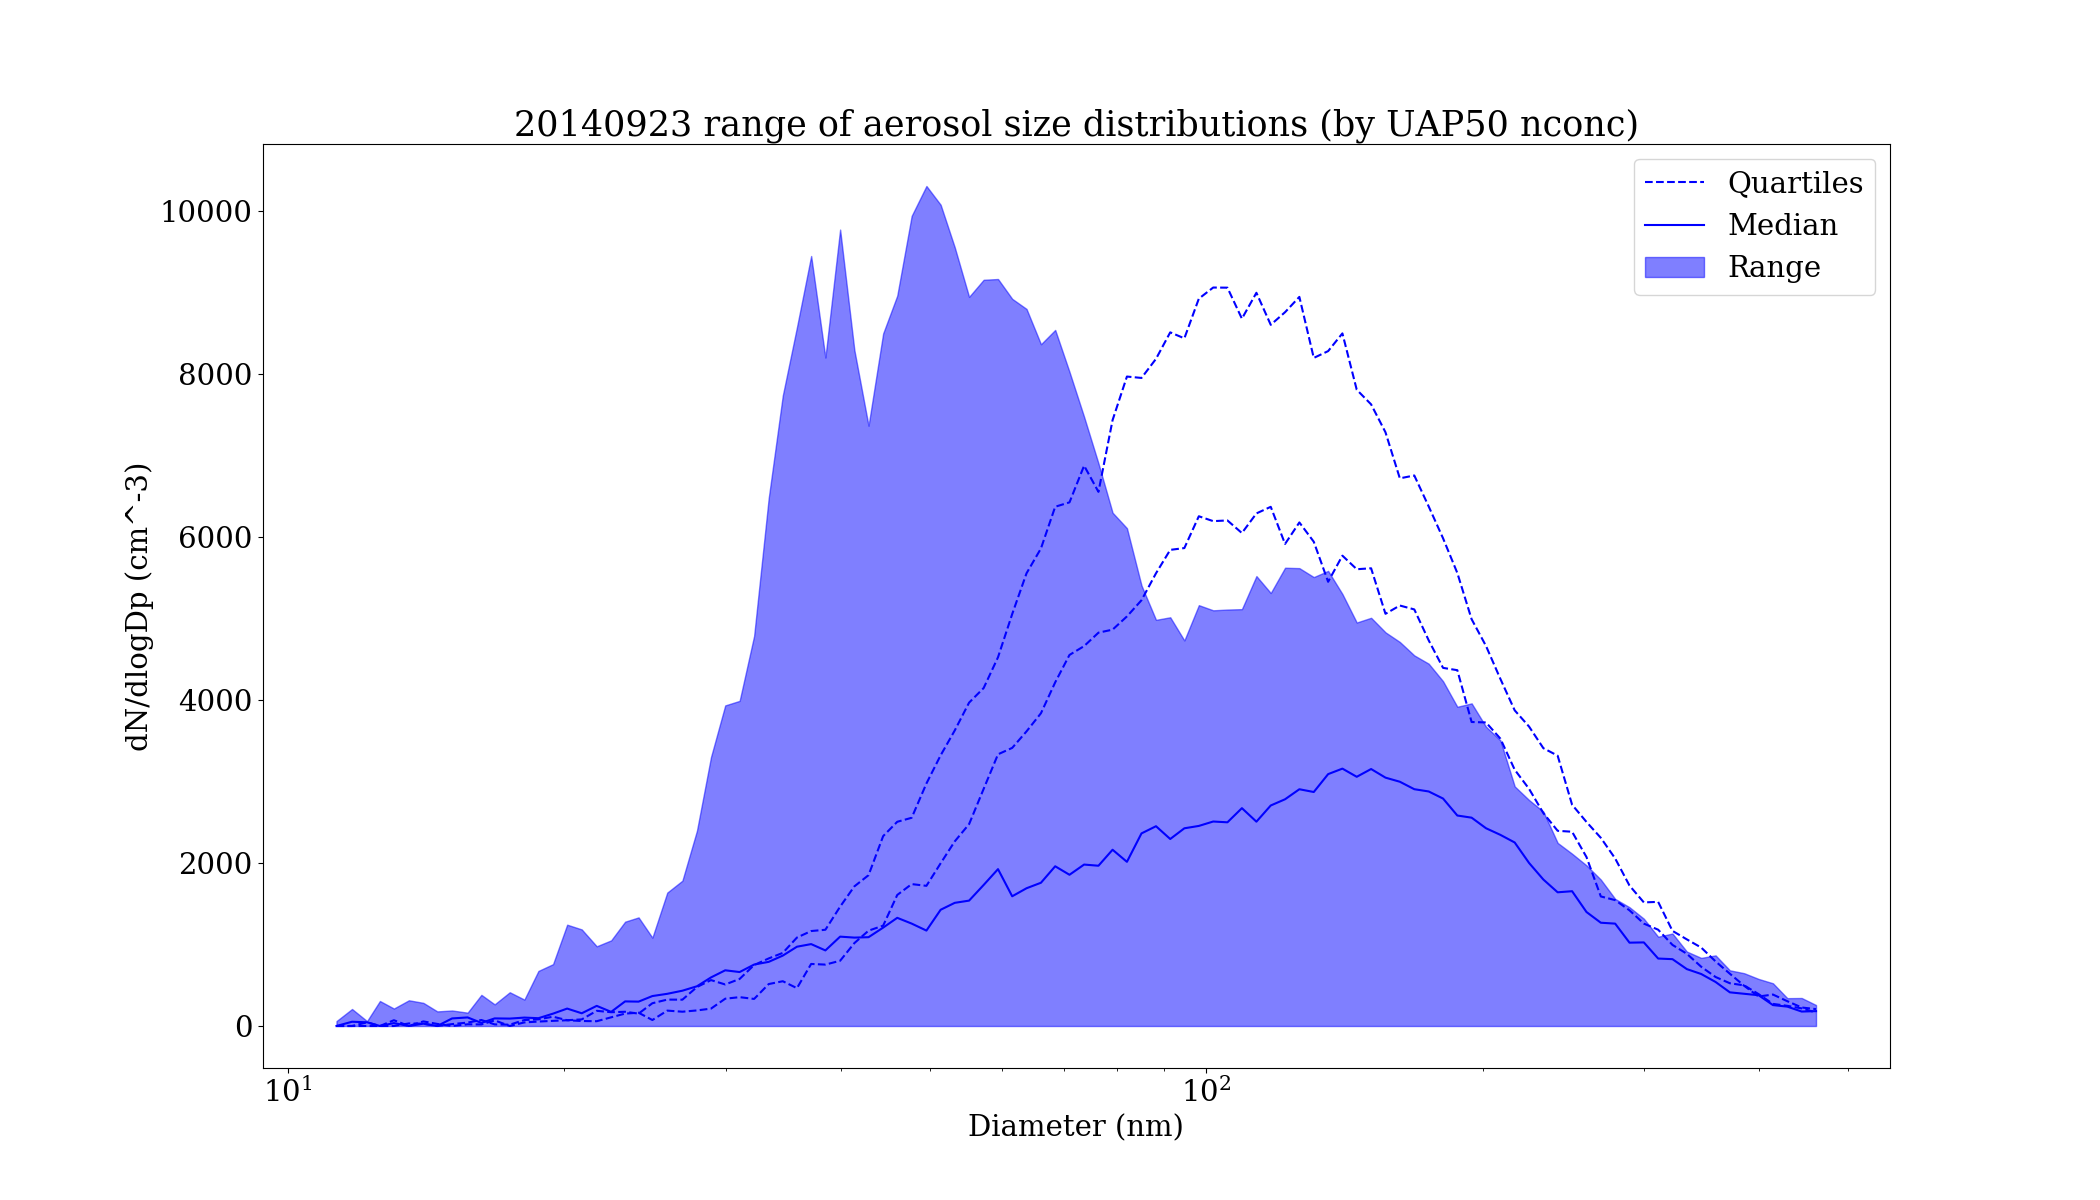 20140923 range of aerosol size distributions (by UAP50 nconc)
Quartiles
Median
Range
10000
8000
6000
4000
2000
0
dN/dlogDp (cm^-3)
10¹ 10²
Diameter (nm)